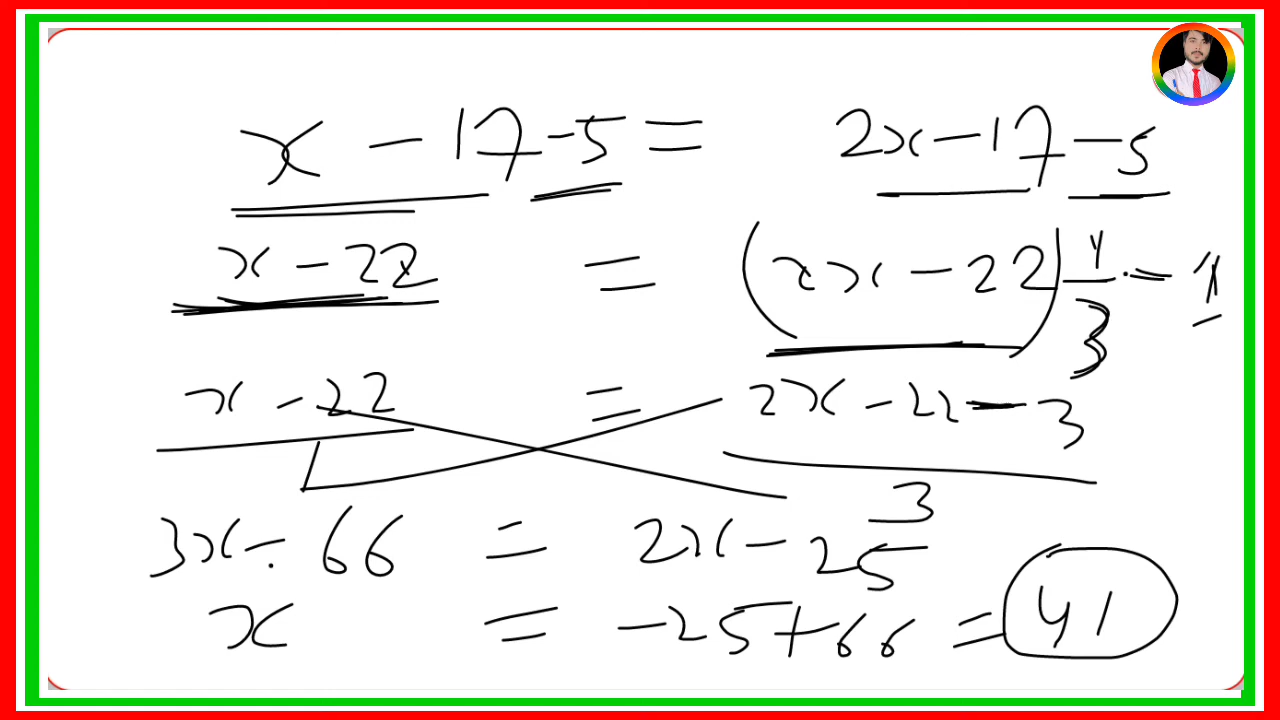 x - 17 - 5 = 2x - 17 - 5
x - 22 = (2x - 22) 1/3 - 1
x - 22 = 2x - 22 - 3
1 3
3x - 66 = 2x - 25
x = -25 + 66 = 41